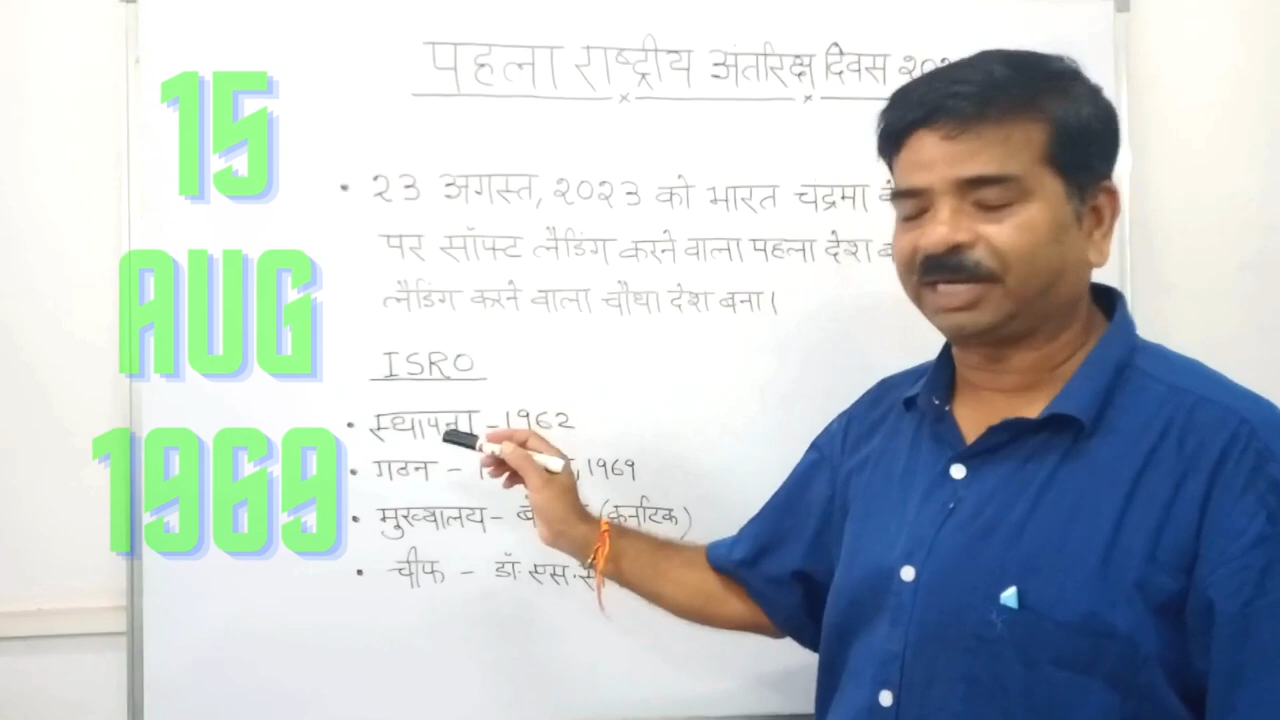 पहला राष्ट्रीय अंतरिक्ष दिवस
• 23 अगस्त, 2023 को भारत चंद्रमा
पर सॉफ्ट लैंडिंग करने वाला पहला देश
लैडिंग करने वाला चौथा देश बना।
ISRO
• स्थापना - 1962
• गठन - , 1969
• मुख्यालय - (कर्नाटक)
• चीफ - डॉ. एस.
15
AUG
1969